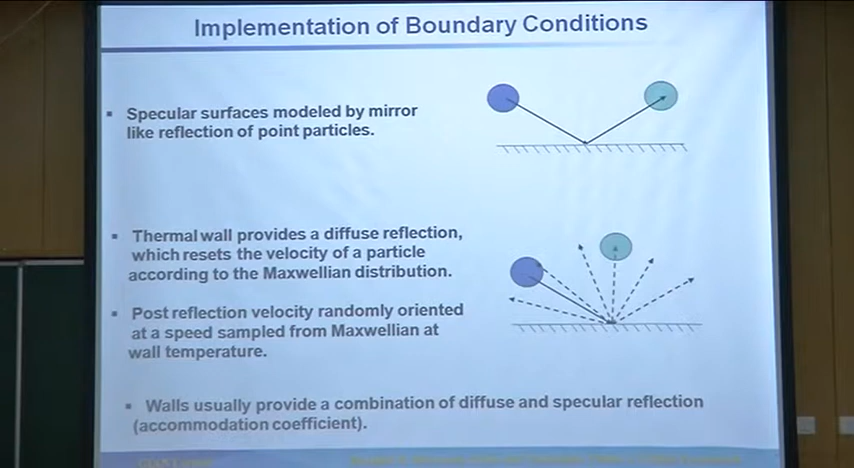 Implementation of Boundary Conditions
▪ Specular surfaces modeled by mirror
like reflection of point particles.
▪ Thermal wall provides a diffuse reflection,
which resets the velocity of a particle
according to the Maxwellian distribution.
▪ Post reflection velocity randomly oriented
at a speed sampled from Maxwellian at
wall temperature.
▪ Walls usually provide a combination of diffuse and specular reflection
(accommodation coefficient).